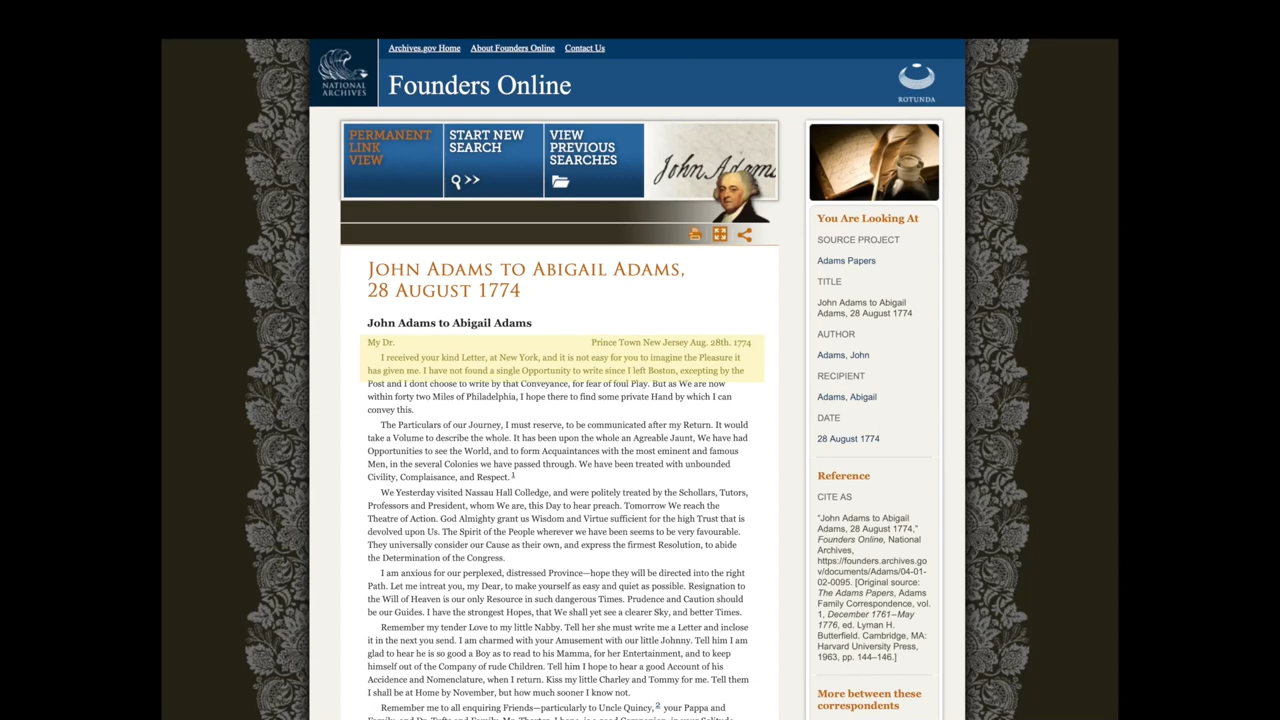 Archives.gov Home About Founders Online Contact Us
NATIONAL
ARCHIVES
Founders Online
ROTUNDA
PERMANENT
LINK
VIEW
START NEW
SEARCH
VIEW
PREVIOUS
SEARCHES
John Adams
JOHN ADAMS TO ABIGAIL ADAMS,
28 AUGUST 1774
John Adams to Abigail Adams
My Dr. Prince Town New Jersey Aug. 28th. 1774
I received your kind Letter, at New York, and it is not easy for you to imagine the Pleasure it
has given me. I have not found a single Opportunity to write since I left Boston, excepting by the
Post and I dont choose to write by that Conveyance, for fear of foul Play. But as We are now
within forty two Miles of Philadelphia, I hope there to find some private Hand by which I can
convey this.
The Particulars of our Journey, I must reserve, to be communicated after my Return. It would
take a Volume to describe the whole. It has been upon the whole an Agreable Jaunt, We have had
Opportunities to see the World, and to form Acquaintances with the most eminent and famous
Men, in the several Colonies we have passed through. We have been treated with unbounded
Civility, Complaisance, and Respect. 1
We Yesterday visited Nassau Hall Colledge, and were politely treated by the Schollars, Tutors,
Professors and President, whom We are, this Day to hear preach. Tomorrow We reach the
Theatre of Action. God Almighty grant us Wisdom and Virtue sufficient for the high Trust that is
devolved upon Us. The Spirit of the People wherever we have been seems to be very favourable.
They universally consider our Cause as their own, and express the firmest Resolution, to abide
the Determination of the Congress.
I am anxious for our perplexed, distressed Province—hope they will be directed into the right
Path. Let me intreat you, my Dear, to make yourself as easy and quiet as possible. Resignation to
the Will of Heaven is our only Resource in such dangerous Times. Prudence and Caution should
be our Guides. I have the strongest Hopes, that We shall yet see a clearer Sky, and better Times.
Remember my tender Love to my little Nabby. Tell her she must write me a Letter and inclose
it in the next you send. I am charmed with your Amusement with our little Johnny. Tell him I am
glad to hear he is so good a Boy as to read to his Mamma, for her Entertainment, and to keep
himself out of the Company of rude Children. Tell him I hope to hear a good Account of his
Accidence and Nomenclature, when I return. Kiss my little Charley and Tommy for me. Tell them
I shall be at Home by November, but how much sooner I know not.
Remember me to all enquiring Friends—particularly to Uncle Quincy, 2 your Pappa and
Family, and Dr. Tufts and Family. Mr. Thaxter, I hope, is a good Companion, in your Solitude.
You Are Looking At
SOURCE PROJECT
Adams Papers
TITLE
John Adams to Abigail
Adams, 28 August 1774
AUTHOR
Adams, John
RECIPIENT
Adams, Abigail
DATE
28 August 1774
Reference
CITE AS
"John Adams to Abigail
Adams, 28 August 1774,"
Founders Online, National
Archives,
https://founders.archives.go
v/documents/Adams/04-01-
02-0095. [Original source:
The Adams Papers, Adams
Family Correspondence, vol.
1, December 1761–May
1776, ed. Lyman H.
Butterfield. Cambridge, MA:
Harvard University Press,
1963, pp. 144–146.]
More between these
correspondents